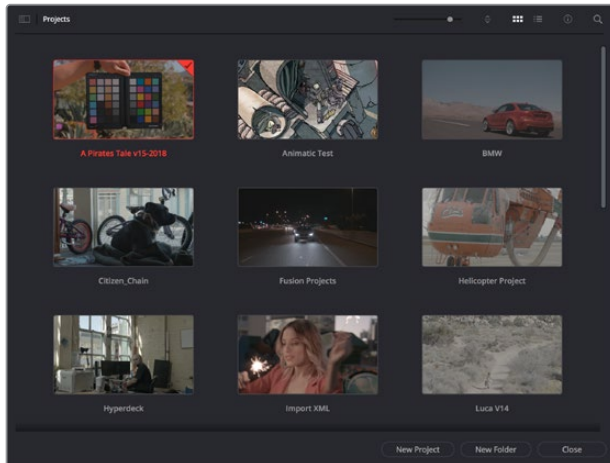 Projects
A Pirates Tale v15-2018
Animatic Test
BMW
Citizen_Chain
Fusion Projects
Helicopter Project
Hyperdeck
Import XML
Luca V14
New Project
New Folder
Close